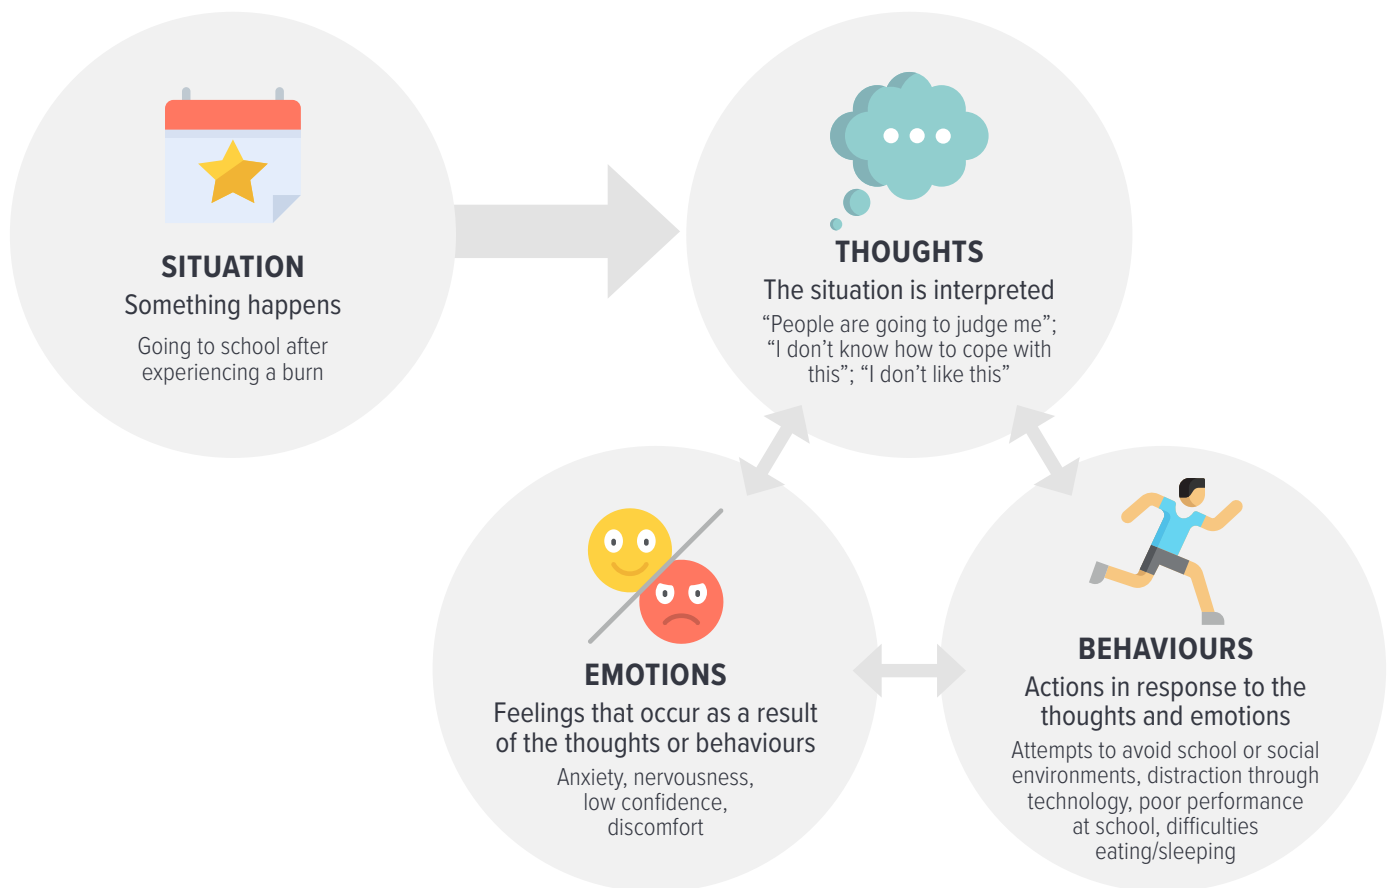 SITUATION
Something happens
Going to school after
experiencing a burn
THOUGHTS
The situation is interpreted
“People are going to judge me”;
“I don’t know how to cope with
this”; “I don’t like this”
EMOTIONS
Feelings that occur as a result
of the thoughts or behaviours
Anxiety, nervousness,
low confidence,
discomfort
BEHAVIOURS
Actions in response to the
thoughts and emotions
Attempts to avoid school or social
environments, distraction through
technology, poor performance
at school, difficulties
eating/sleeping